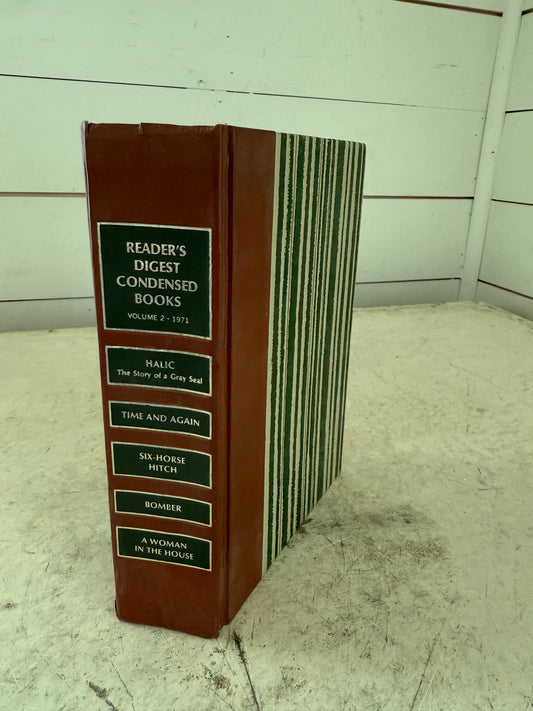 READER'S
DIGEST
CONDENSED
BOOKS
VOLUME 2 • 1971
HALIC
The Story of a Gray Seal
TIME AND AGAIN
SIX-HORSE
HITCH
BOMBER
A WOMAN
IN THE HOUSE